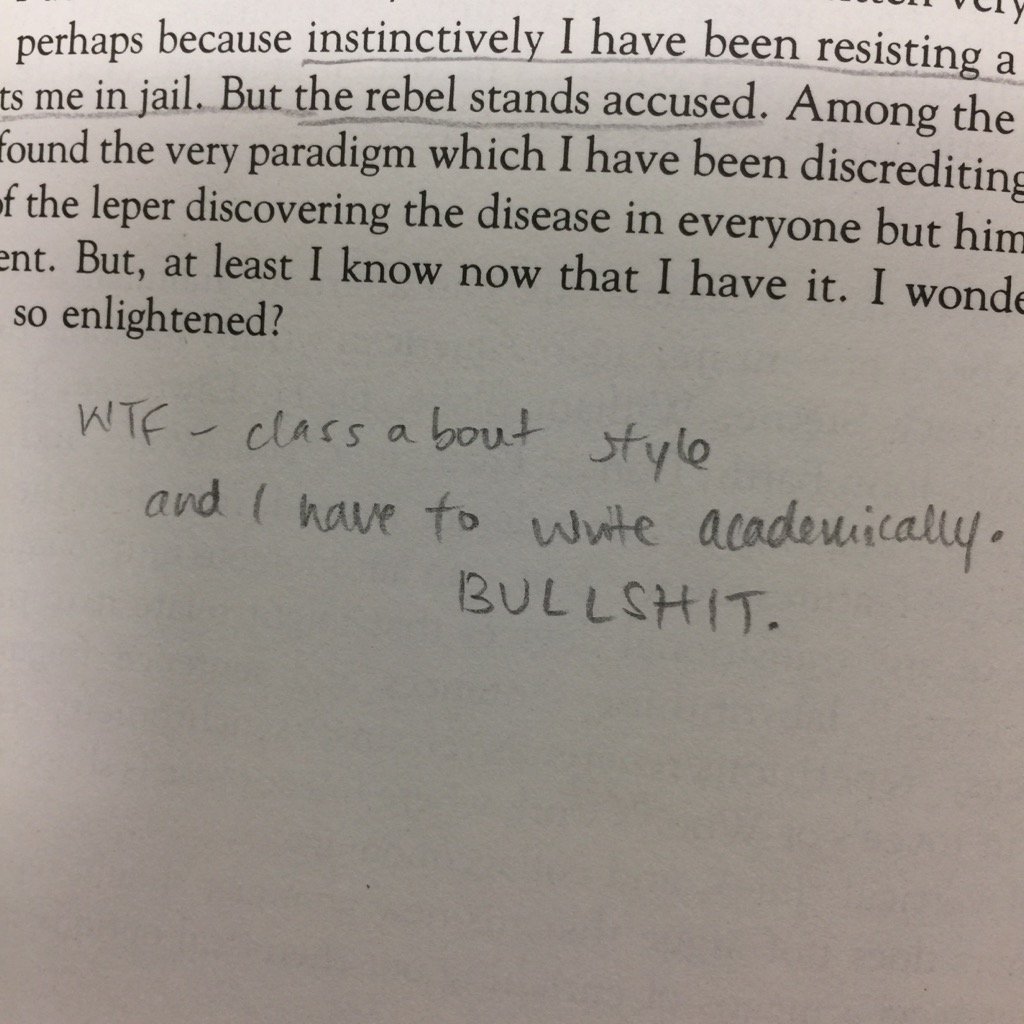 perhaps because instinctively I have been resisting a
ts me in jail. But the rebel stands accused. Among the
found the very paradigm which I have been discrediting
of the leper discovering the disease in everyone but him
ent. But, at least I know now that I have it. I wonde
so enlightened?
WTF - class about style
and I have to write academically.
BULLSHIT.